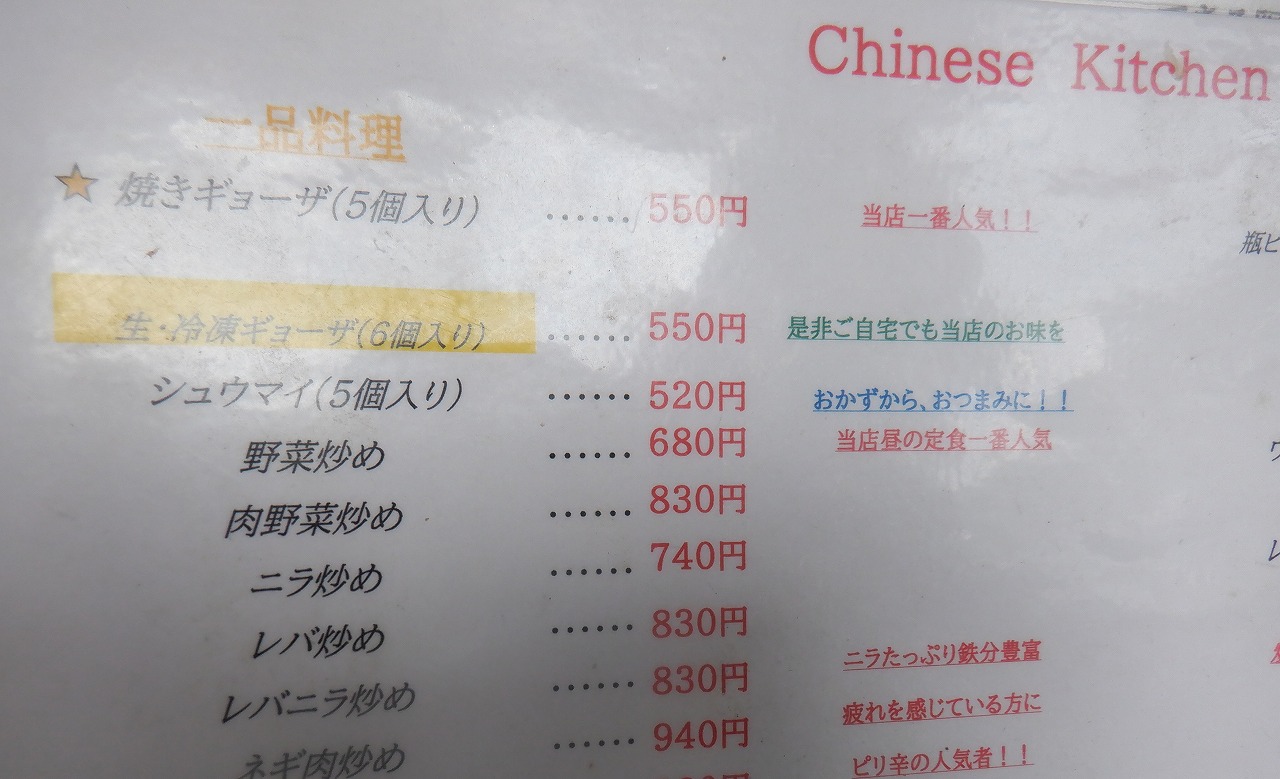 Chinese Kitchen
一品料理
★ 焼きギョーザ(5個入り) ‥‥‥ 550円 当店一番人気！！
生・冷凍ギョーザ(6個入り) ‥‥‥ 550円 是非ご自宅でも当店のお味を
シュウマイ(5個入り) ‥‥‥ 520円 おかずから、おつまみに！！
野菜炒め ‥‥‥ 680円 当店昼の定食一番人気
肉野菜炒め ‥‥‥ 830円
ニラ炒め ‥‥‥ 740円
レバ炒め ‥‥‥ 830円
レバニラ炒め ‥‥‥ 830円 ニラたっぷり鉄分豊富
ネギ肉炒め ‥‥‥ 940円 疲れを感じている方に
ピリ辛の人気者！！
瓶ビ
レ